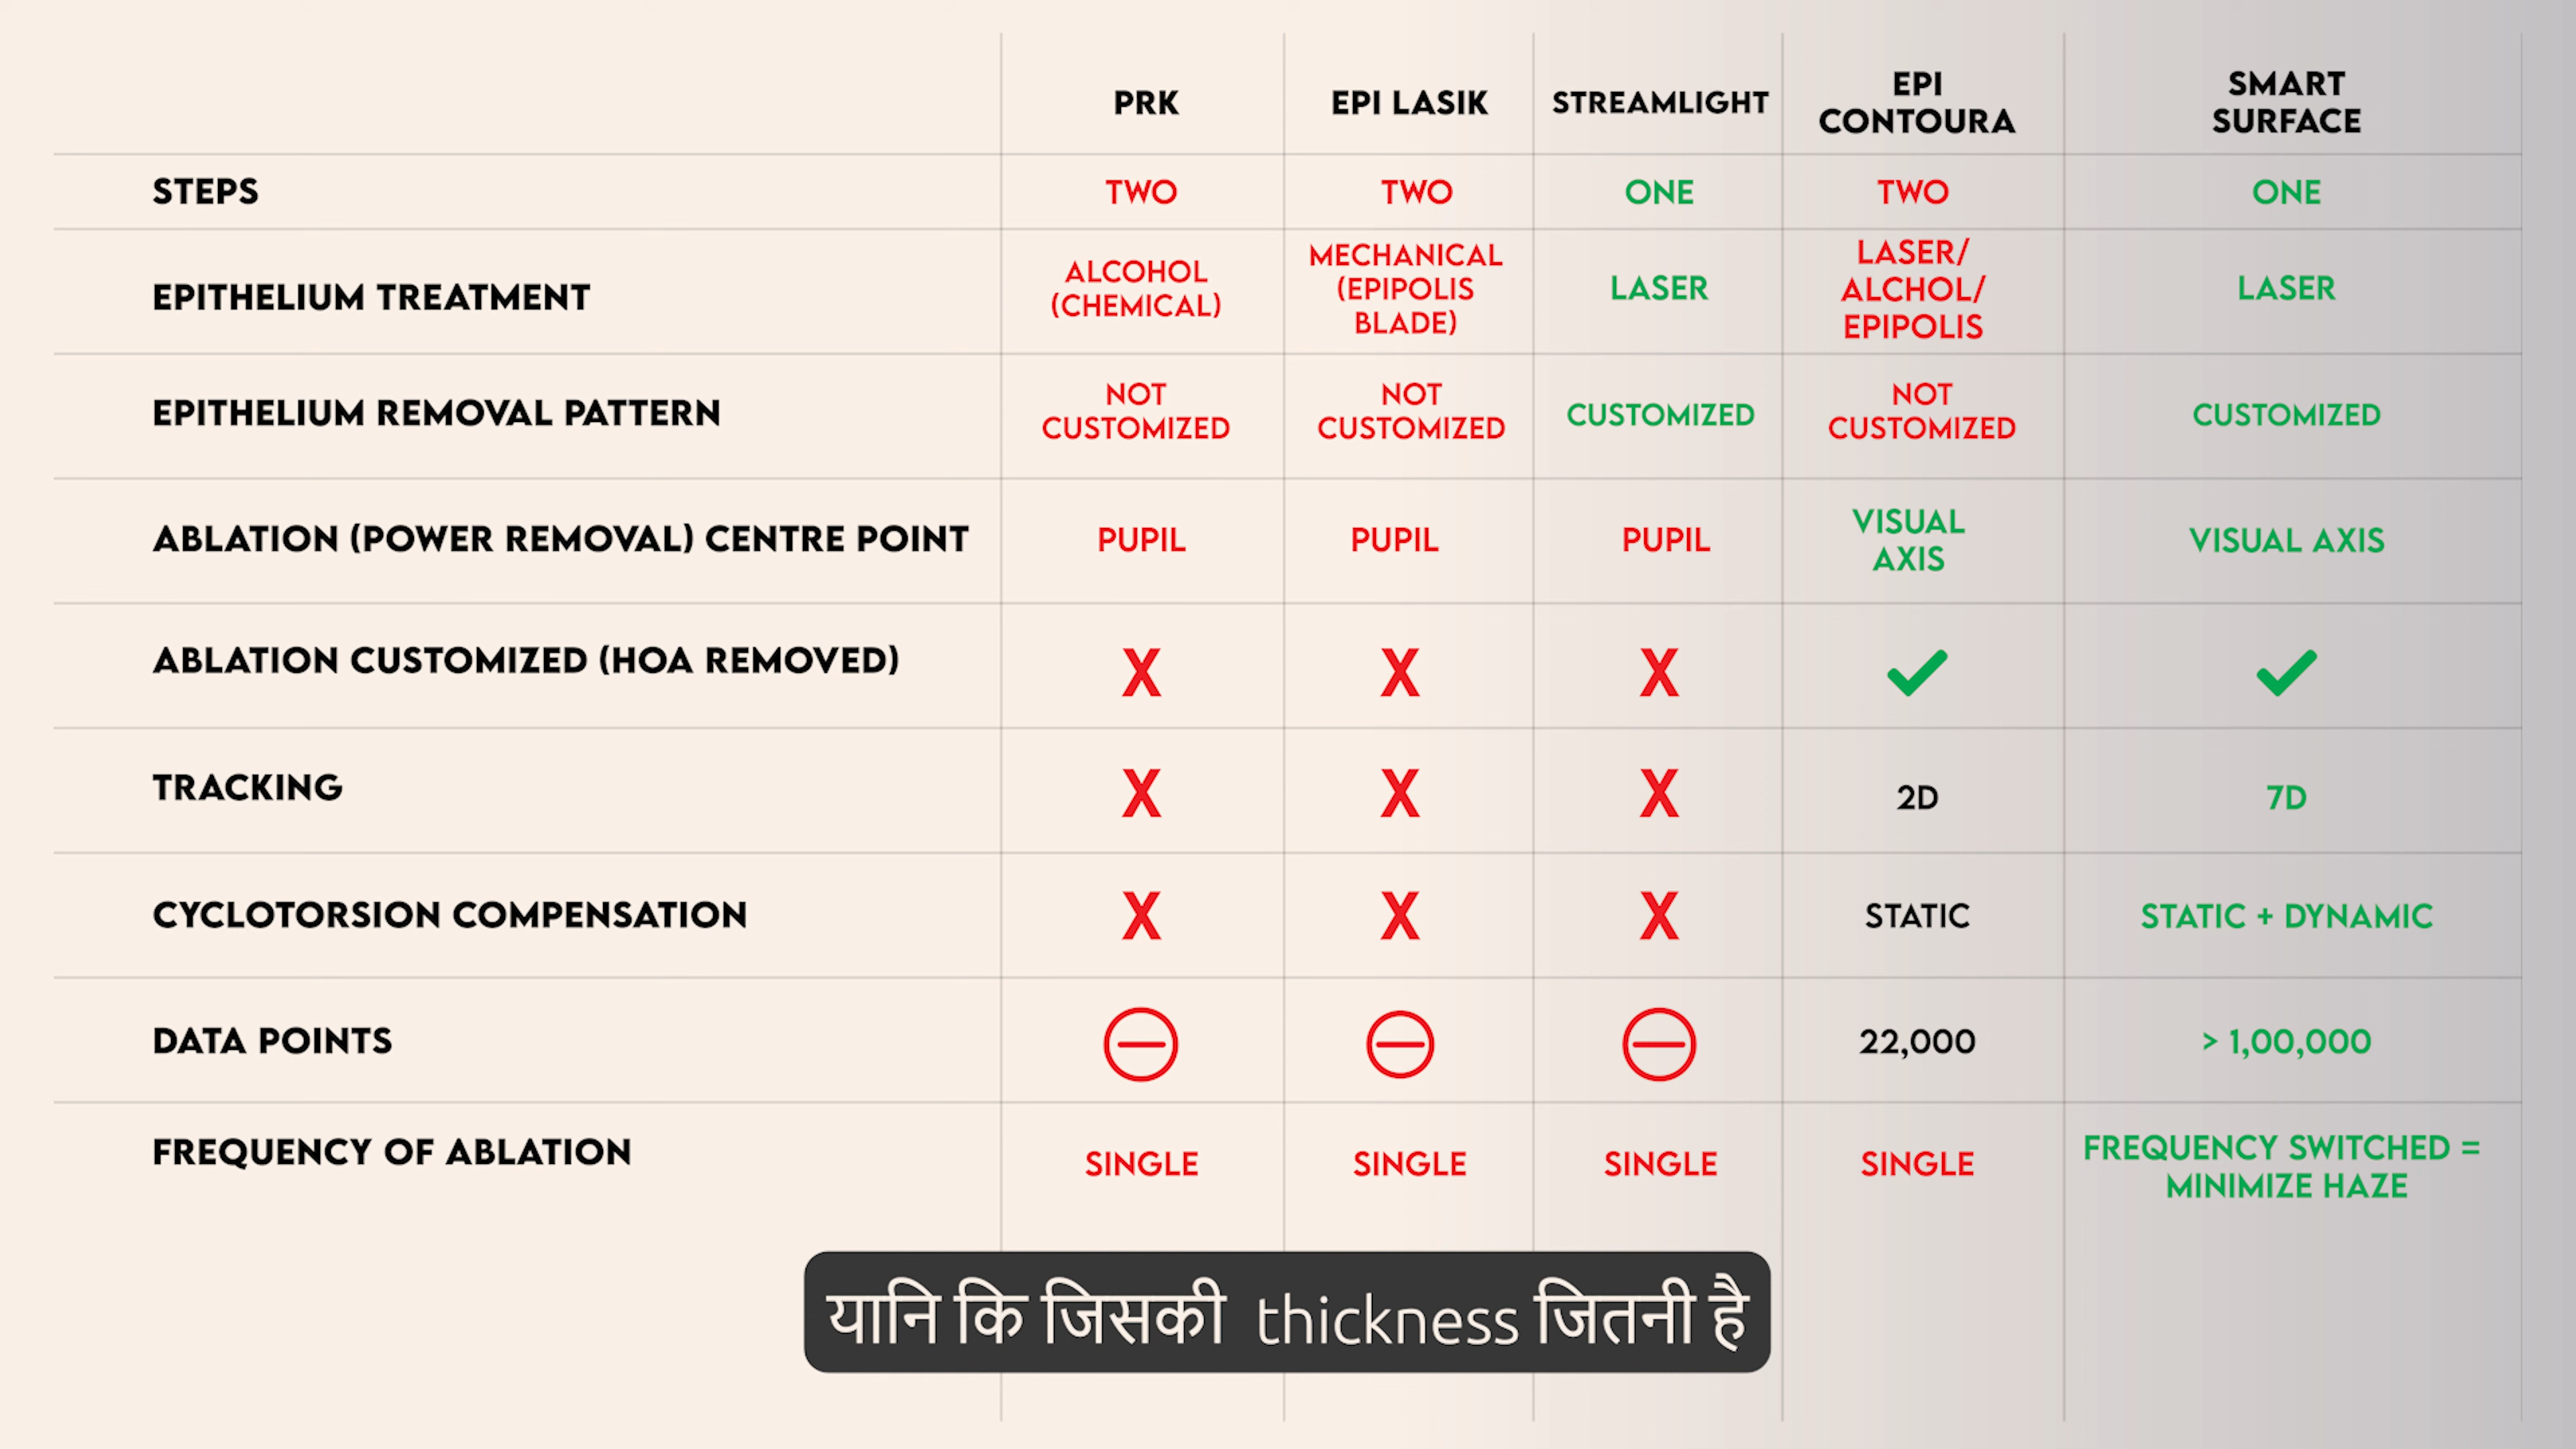 PRK
EPI LASIK
STREAMLIGHT
EPI
CONTOURA
SMART
SURFACE
STEPS
TWO
TWO
ONE
TWO
ONE
EPITHELIUM TREATMENT
ALCOHOL
(CHEMICAL)
MECHANICAL
(EPIPOLIS
BLADE)
LASER
LASER/
ALCHOL/
EPIPOLIS
LASER
EPITHELIUM REMOVAL PATTERN
NOT
CUSTOMIZED
NOT
CUSTOMIZED
CUSTOMIZED
NOT
CUSTOMIZED
CUSTOMIZED
ABLATION (POWER REMOVAL) CENTRE POINT
PUPIL
PUPIL
PUPIL
VISUAL
AXIS
VISUAL AXIS
ABLATION CUSTOMIZED (HOA REMOVED)
X
X
X
TRACKING
X
X
X
2D
7D
CYCLOTORSION COMPENSATION
X
X
X
STATIC
STATIC + DYNAMIC
DATA POINTS
22,000
> 1,00,000
FREQUENCY OF ABLATION
SINGLE
SINGLE
SINGLE
SINGLE
FREQUENCY SWITCHED =
MINIMIZE HAZE
यानि कि जिसकी thickness जितनी है